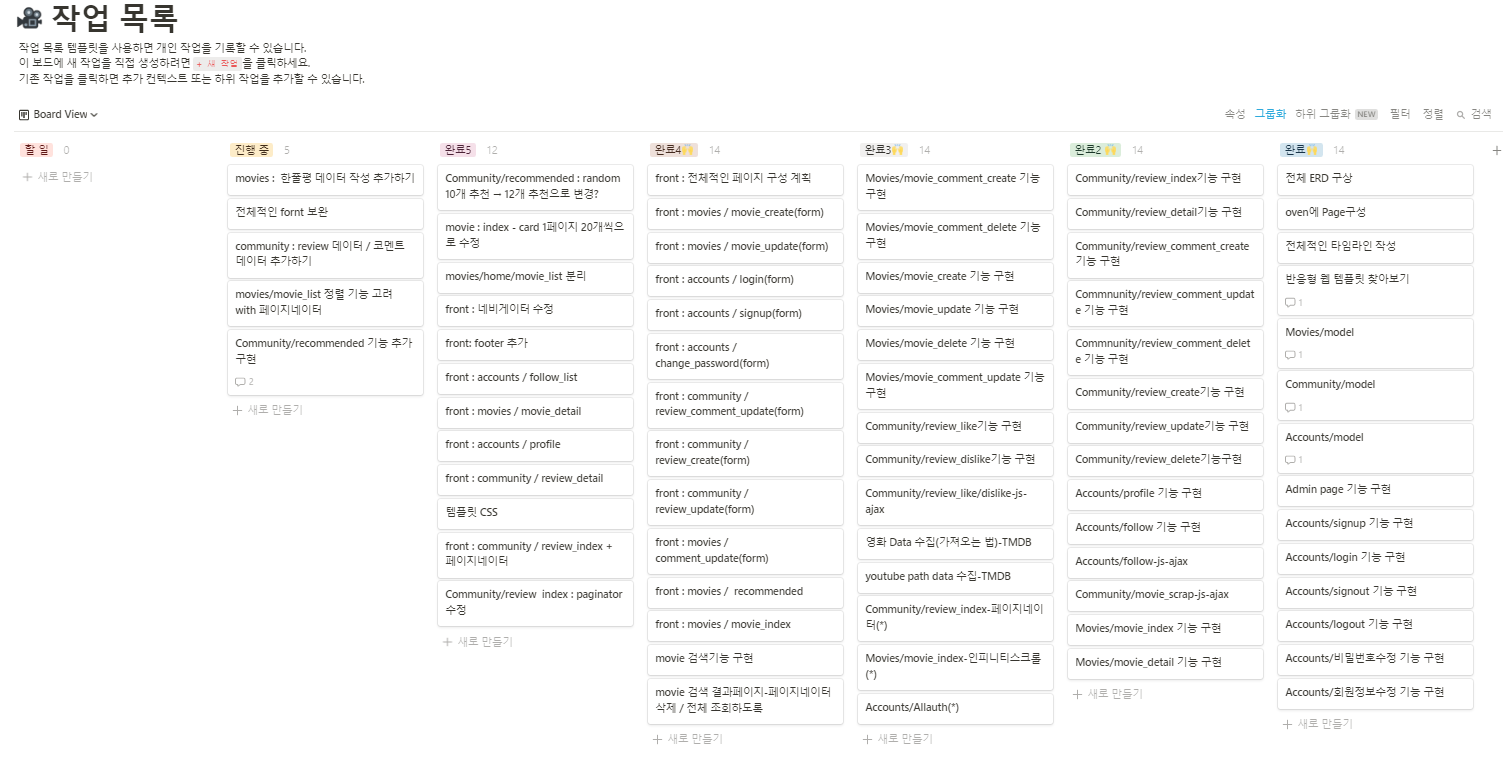 작업 목록
작업 목록 템플릿을 사용하면 개인 작업을 기록할 수 있습니다.
이 보드에 새 작업을 직접 생성하려면 + 새 작업 을 클릭하세요.
기존 작업을 클릭하면 추가 컨텍스트 또는 하위 작업을 추가할 수 있습니다.
Board View
속성 그룹화 하위 그룹화 NEW 필터 정렬 검색
할 일 0
+ 새로 만들기
진행 중 5
movies : 한풀평 데이터 작성 추가하기
전체적인 fornt 보완
community : review 데이터 / 코멘트
데이터 추가하기
movies/movie_list 정렬 기능 고려
with 페이지네이터
Community/recommended 기능 추가
구현
2
+ 새로 만들기
완료5 12
Community/recommended : random
10개 추천 → 12개 추천으로 변경?
movie : index - card 1페이지 20개씩으
로 수정
movies/home/movie_list 분리
front : 네비게이터 수정
front: footer 추가
front : accounts / follow_list
front : movies / movie_detail
front : accounts / profile
front : community / review_detail
템플릿 CSS
front : community / review_index +
페이지네이터
Community/review index : paginator
수정
+ 새로 만들기
완료4🙌 14
front : 전체적인 페이지 구성 계획
front : movies / movie_create(form)
front : movies / movie_update(form)
front : accounts / login(form)
front : accounts / signup(form)
front : accounts /
change_password(form)
front : community /
review_comment_update(form)
front : community /
review_create(form)
front : community /
review_update(form)
front : movies /
comment_update(form)
front : movies / recommended
front : movies / movie_index
movie 검색기능 구현
movie 검색 결과페이지-페이지네이터
삭제 / 전체 조회하도록
+ 새로 만들기
완료3🙌 14
Movies/movie_comment_create 기능
구현
Movies/movie_comment_delete 기능
구현
Movies/movie_create 기능 구현
Movies/movie_update 기능 구현
Movies/movie_delete 기능 구현
Movies/movie_comment_update 기능
구현
Community/review_like기능 구현
Community/review_dislike기능 구현
Community/review_like/dislike-js-
ajax
영화 Data 수집(가져오는 법)-TMDB
youtube path data 수집-TMDB
Community/review_index-페이지네이
터(*)
Movies/movie_index-인피니티스크롤
(*)
Accounts/Allauth(*)
+ 새로 만들기
완료2 🙌 14
Community/review_index기능 구현
Community/review_detail기능 구현
Community/review_comment_create
기능 구현
Commnunity/review_comment_updat
e 기능 구현
Commnunity/review_comment_delet
e 기능 구현
Community/review_create기능 구현
Community/review_update기능 구현
Community/review_delete기능구현
Accounts/profile 기능 구현
Accounts/follow 기능 구현
Accounts/follow-js-ajax
Community/movie_scrap-js-ajax
Movies/movie_index 기능 구현
Movies/movie_detail 기능 구현
+ 새로 만들기
완료🙌 14
전체 ERD 구상
oven에 Page구성
전체적인 타임라인 작성
반응형 웹 템플릿 찾아보기
1
Movies/model
1
Community/model
1
Accounts/model
1
Admin page 기능 구현
Accounts/signup 기능 구현
Accounts/login 기능 구현
Accounts/signout 기능 구현
Accounts/logout 기능 구현
Accounts/비밀번호수정 기능 구현
Accounts/회원정보수정 기능 구현
+ 새로 만들기